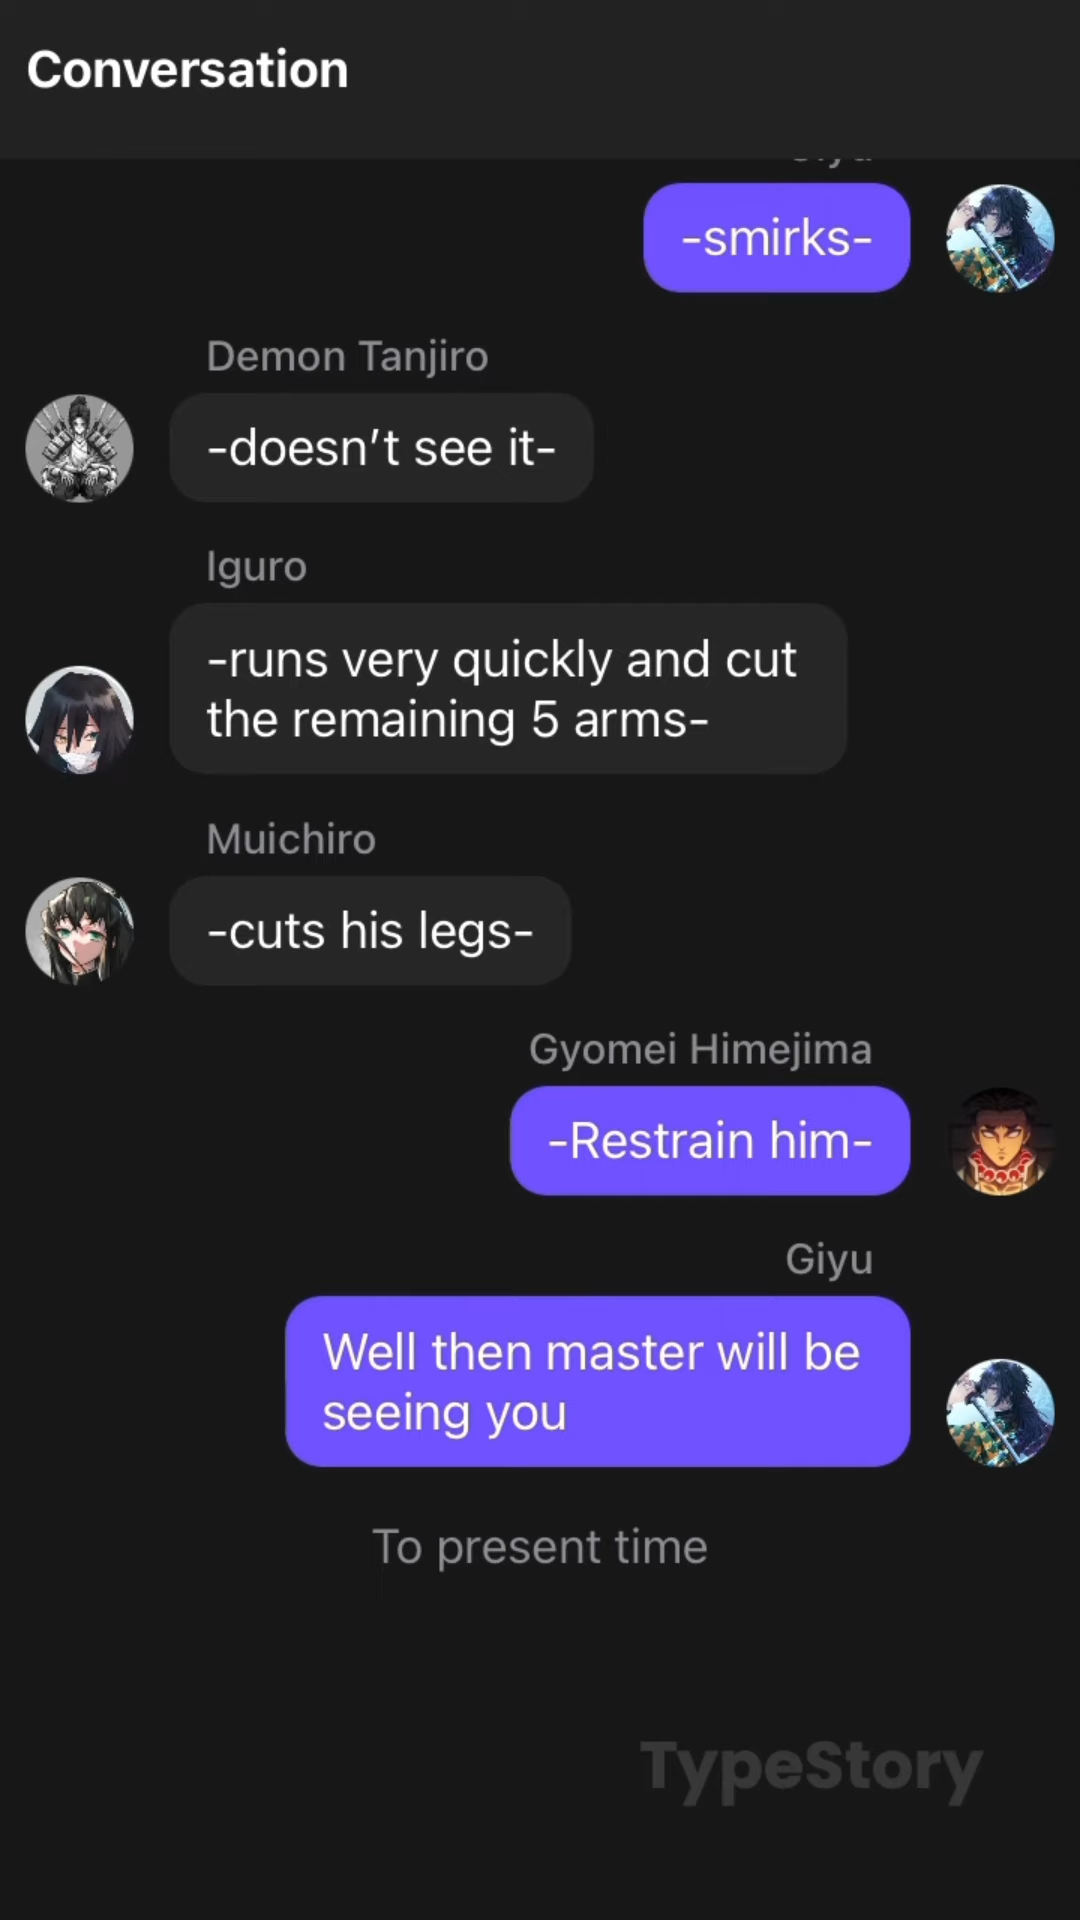 Conversation
-smirks-
Demon Tanjiro
-doesn’t see it-
Iguro
-runs very quickly and cut
the remaining 5 arms-
Muichiro
-cuts his legs-
Gyomei Himejima
-Restrain him-
Giyu
Well then master will be
seeing you
To present time
TypeStory